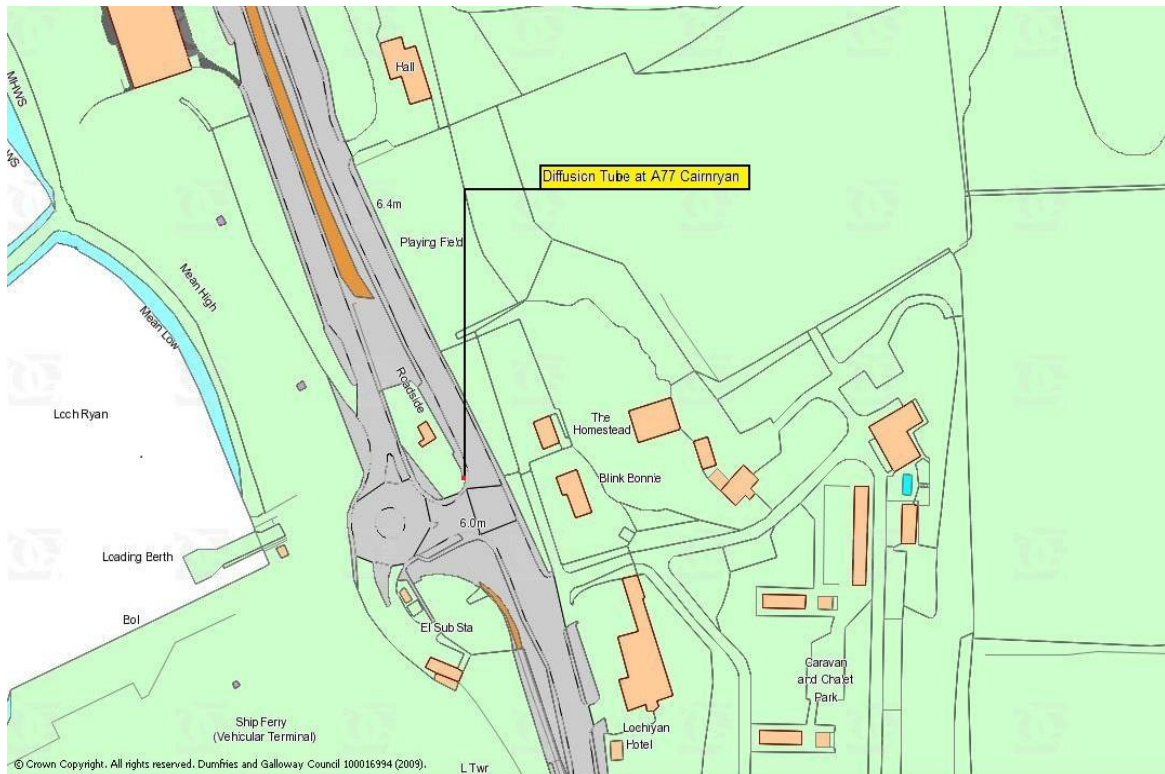 MHWS
WS
Hall
Diffusion Tube at A77 Cairnryan
6.4m
Playing Field
Mean High
Mean Low
Roadside
Loch Ryan
The
Homestead
Blink Bonnie
6.0m
Loading Berth
Bol
El Sub Sta
Caravan
and Chalet
Park
Ship Ferry
(Vehicular Terminal)
Lochryan
Hotel
L Twr
© Crown Copyright. All rights reserved. Dumfries and Galloway Council 100016994 (2009).